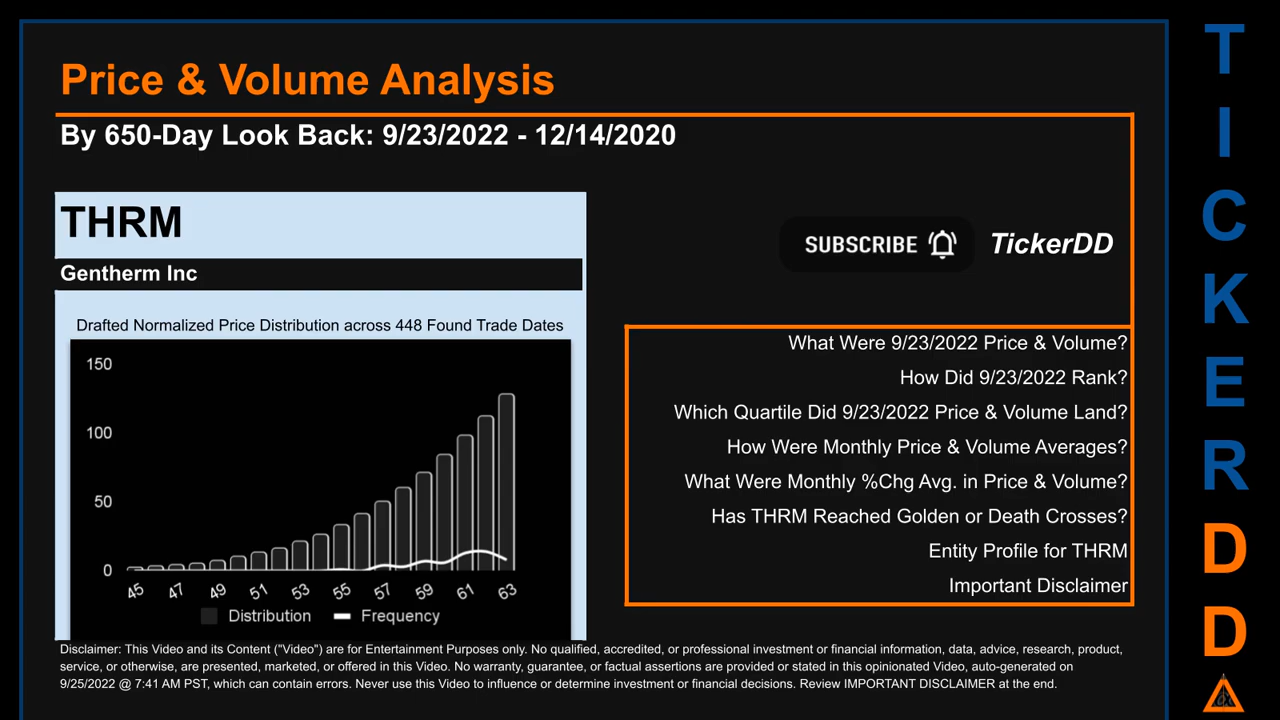 Price & Volume Analysis
By 650-Day Look Back: 9/23/2022 - 12/14/2020
THRM
Gentherm Inc
Drafted Normalized Price Distribution across 448 Found Trade Dates
150
100
50
0
45 47 49 51 53 55 57 59 61 63
Distribution Frequency
SUBSCRIBE TickerDD
What Were 9/23/2022 Price & Volume?
How Did 9/23/2022 Rank?
Which Quartile Did 9/23/2022 Price & Volume Land?
How Were Monthly Price & Volume Averages?
What Were Monthly %Chg Avg. in Price & Volume?
Has THRM Reached Golden or Death Crosses?
Entity Profile for THRM
Important Disclaimer
Disclaimer: This Video and its Content ("Video") are for Entertainment Purposes only. No qualified, accredited, or professional investment or financial information, data, advice, research, product,
service, or otherwise, are presented, marketed, or offered in this Video. No warranty, guarantee, or factual assertions are provided or stated in this opinionated Video, auto-generated on
9/25/2022 @ 7:41 AM PST, which can contain errors. Never use this Video to influence or determine investment or financial decisions. Review IMPORTANT DISCLAIMER at the end.
T
I
C
K
E
R
D
D